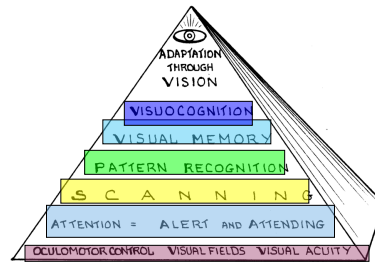 ADAPTATION
THROUGH
VISION
VISUOCOGNITION
VISUAL MEMORY
PATTERN RECOGNITION
SCANNING
ATTENTION = ALERT AND ATTENDING
OCULOMOTOR CONTROL VISUAL FIELDS VISUAL ACUITY